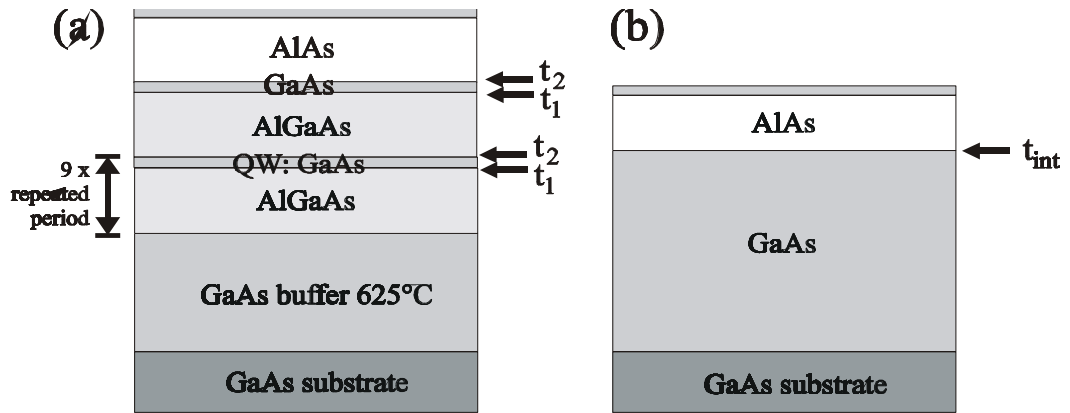 (a)
AlAs
GaAs
t2
t1
AlGaAs
QW: GaAs
t2
t1
9 x
repeated
period
AlGaAs
GaAs buffer 625°C
GaAs substrate
(b)
AlAs
tint
GaAs
GaAs substrate